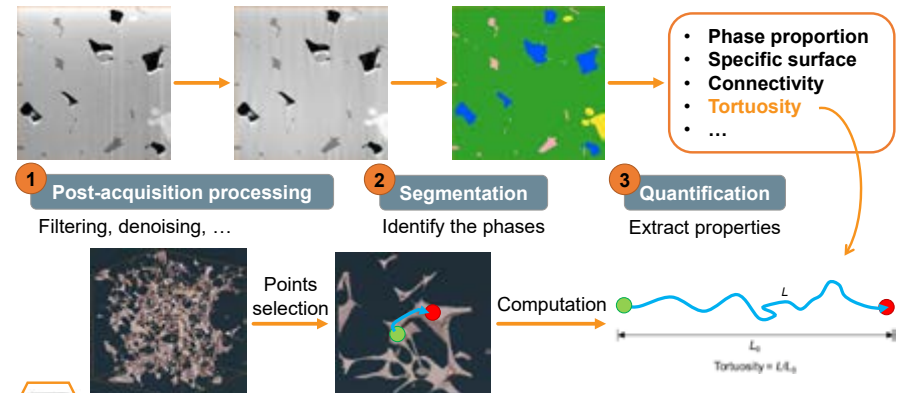 • Phase proportion
• Specific surface
• Connectivity
• Tortuosity
• ...
1 Post-acquisition processing
Filtering, denoising, ...
2 Segmentation
Identify the phases
3 Quantification
Extract properties
Points
selection
Computation
L
L₀
Tortuosity = L/L₀